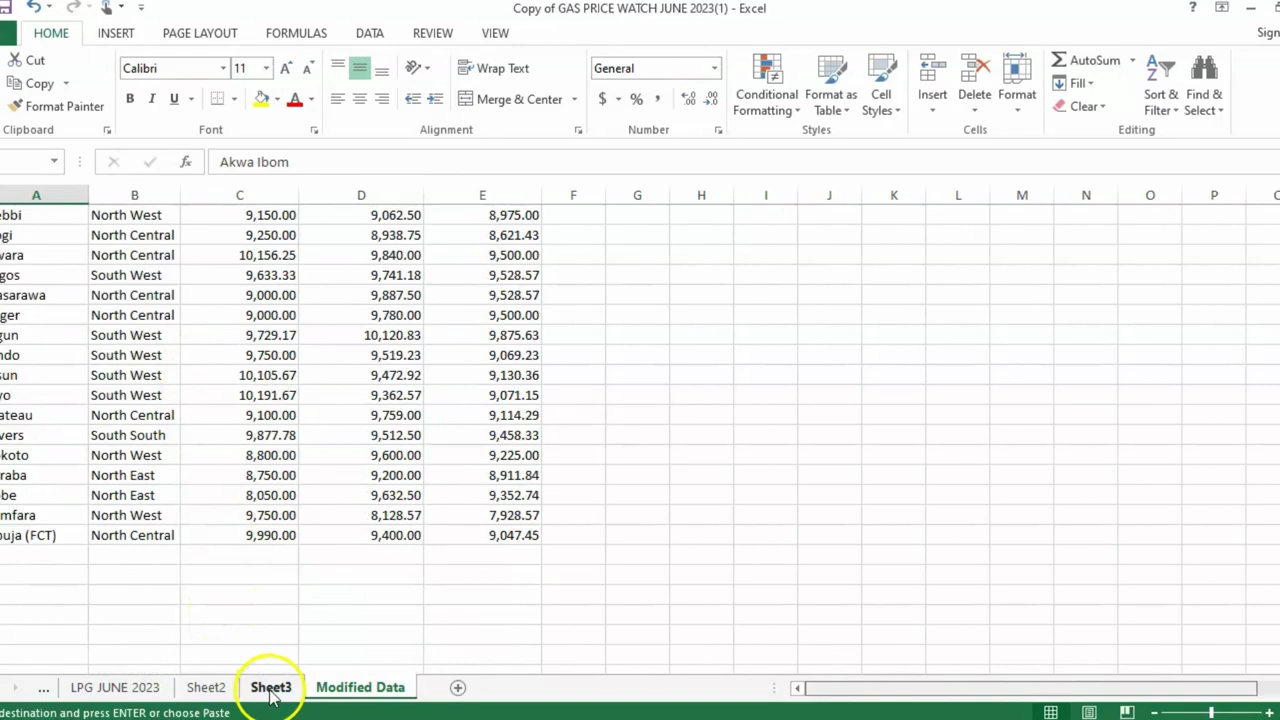 Copy of GAS PRICE WATCH JUNE 2023(1) - Excel
?
HOME INSERT PAGE LAYOUT FORMULAS DATA REVIEW VIEW Sign
Cut Calibri 11 A A Wrap Text General AutoSum
Copy Fill
Format Painter B I U A Merge & Center $ % , Conditional Formatting Format as Table Cell Styles Insert Delete Format Clear Sort & Filter Find & Select
Clipboard Font Alignment Number Styles Cells Editing
fx Akwa Ibom
A B C D E F G H I J K L M N O P
ebbi North West 9,150.00 9,062.50 8,975.00
ogi North Central 9,250.00 8,938.75 8,621.43
wara North Central 10,156.25 9,840.00 9,500.00
gos South West 9,633.33 9,741.18 9,528.57
asarawa North Central 9,000.00 9,887.50 9,528.57
ger North Central 9,000.00 9,780.00 9,500.00
gun South West 9,729.17 10,120.83 9,875.63
ndo South West 9,750.00 9,519.23 9,069.23
sun South West 10,105.67 9,472.92 9,130.36
yo South West 10,191.67 9,362.57 9,071.15
ateau North Central 9,100.00 9,759.00 9,114.29
vers South South 9,877.78 9,512.50 9,458.33
okoto North West 8,800.00 9,600.00 9,225.00
raba North East 8,750.00 9,200.00 8,911.84
be North East 8,050.00 9,632.50 9,352.74
mfara North West 9,750.00 8,128.57 7,928.57
buja (FCT) North Central 9,990.00 9,400.00 9,047.45
... LPG JUNE 2023 Sheet2 Sheet3 Modified Data
destination and press ENTER or choose Paste